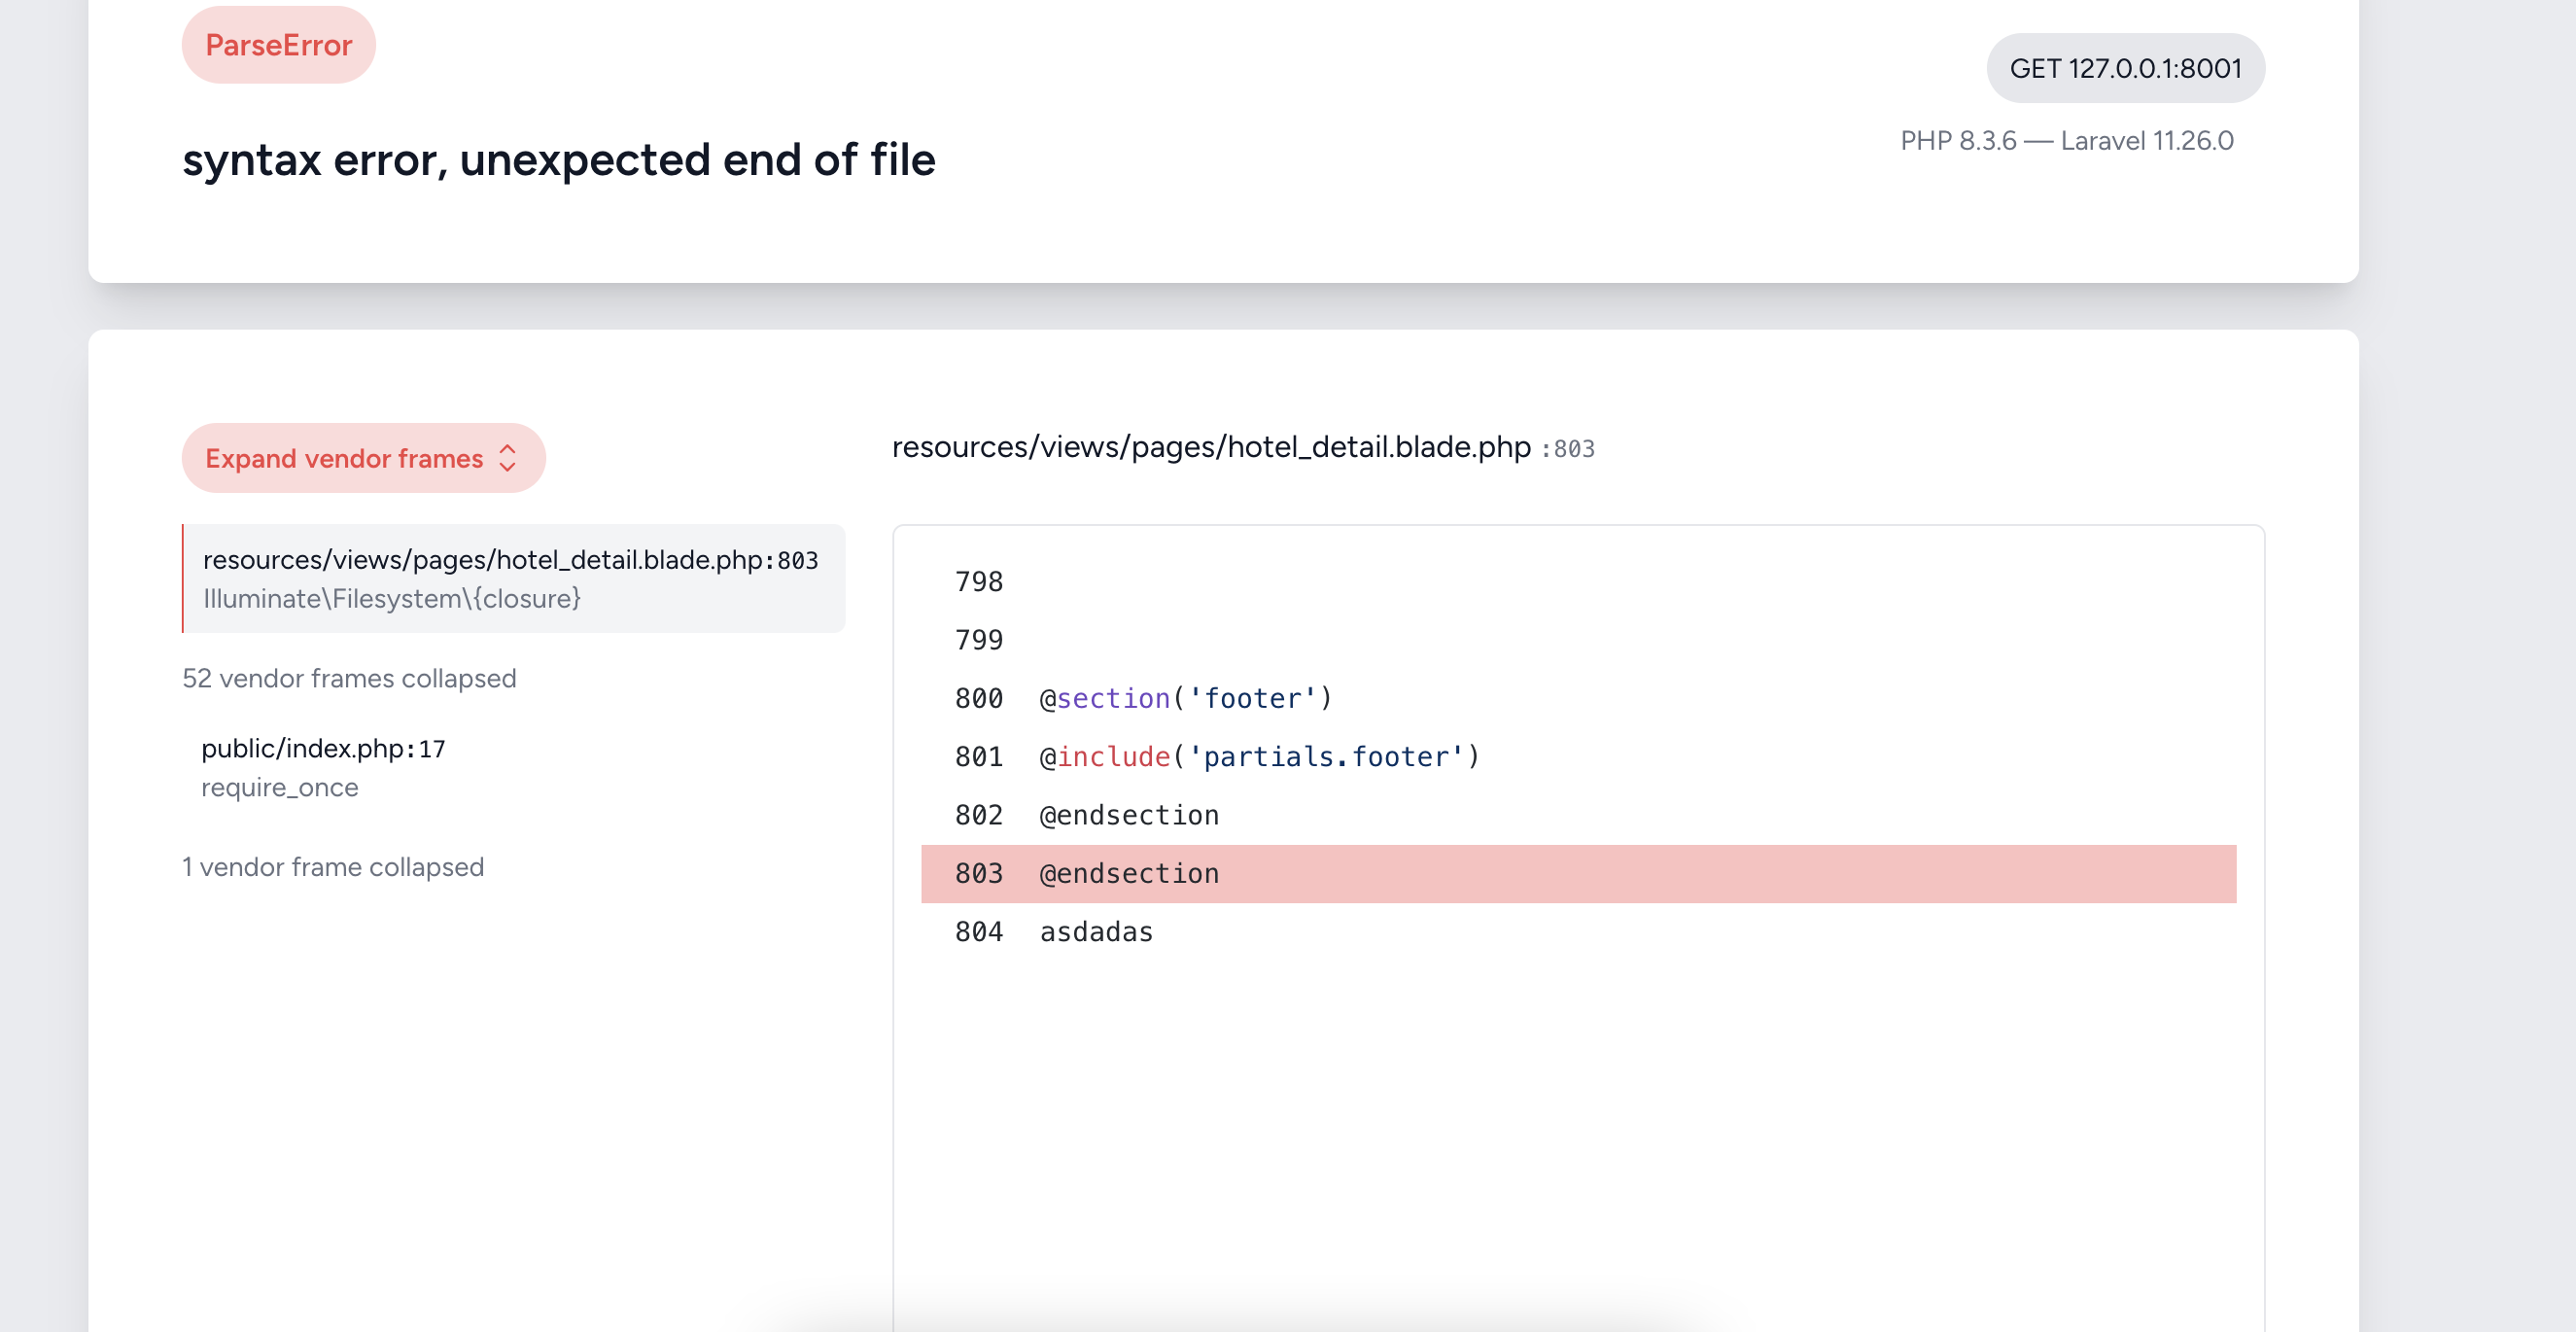 ParseError
GET 127.0.0.1:8001
PHP 8.3.6 — Laravel 11.26.0
syntax error, unexpected end of file
Expand vendor frames
resources/views/pages/hotel_detail.blade.php:803
Illuminate\Filesystem\{closure}
52 vendor frames collapsed
public/index.php:17
require_once
1 vendor frame collapsed
resources/views/pages/hotel_detail.blade.php :803
798
799
800 @section('footer')
801 @include('partials.footer')
802 @endsection
803 @endsection
804 asdadas